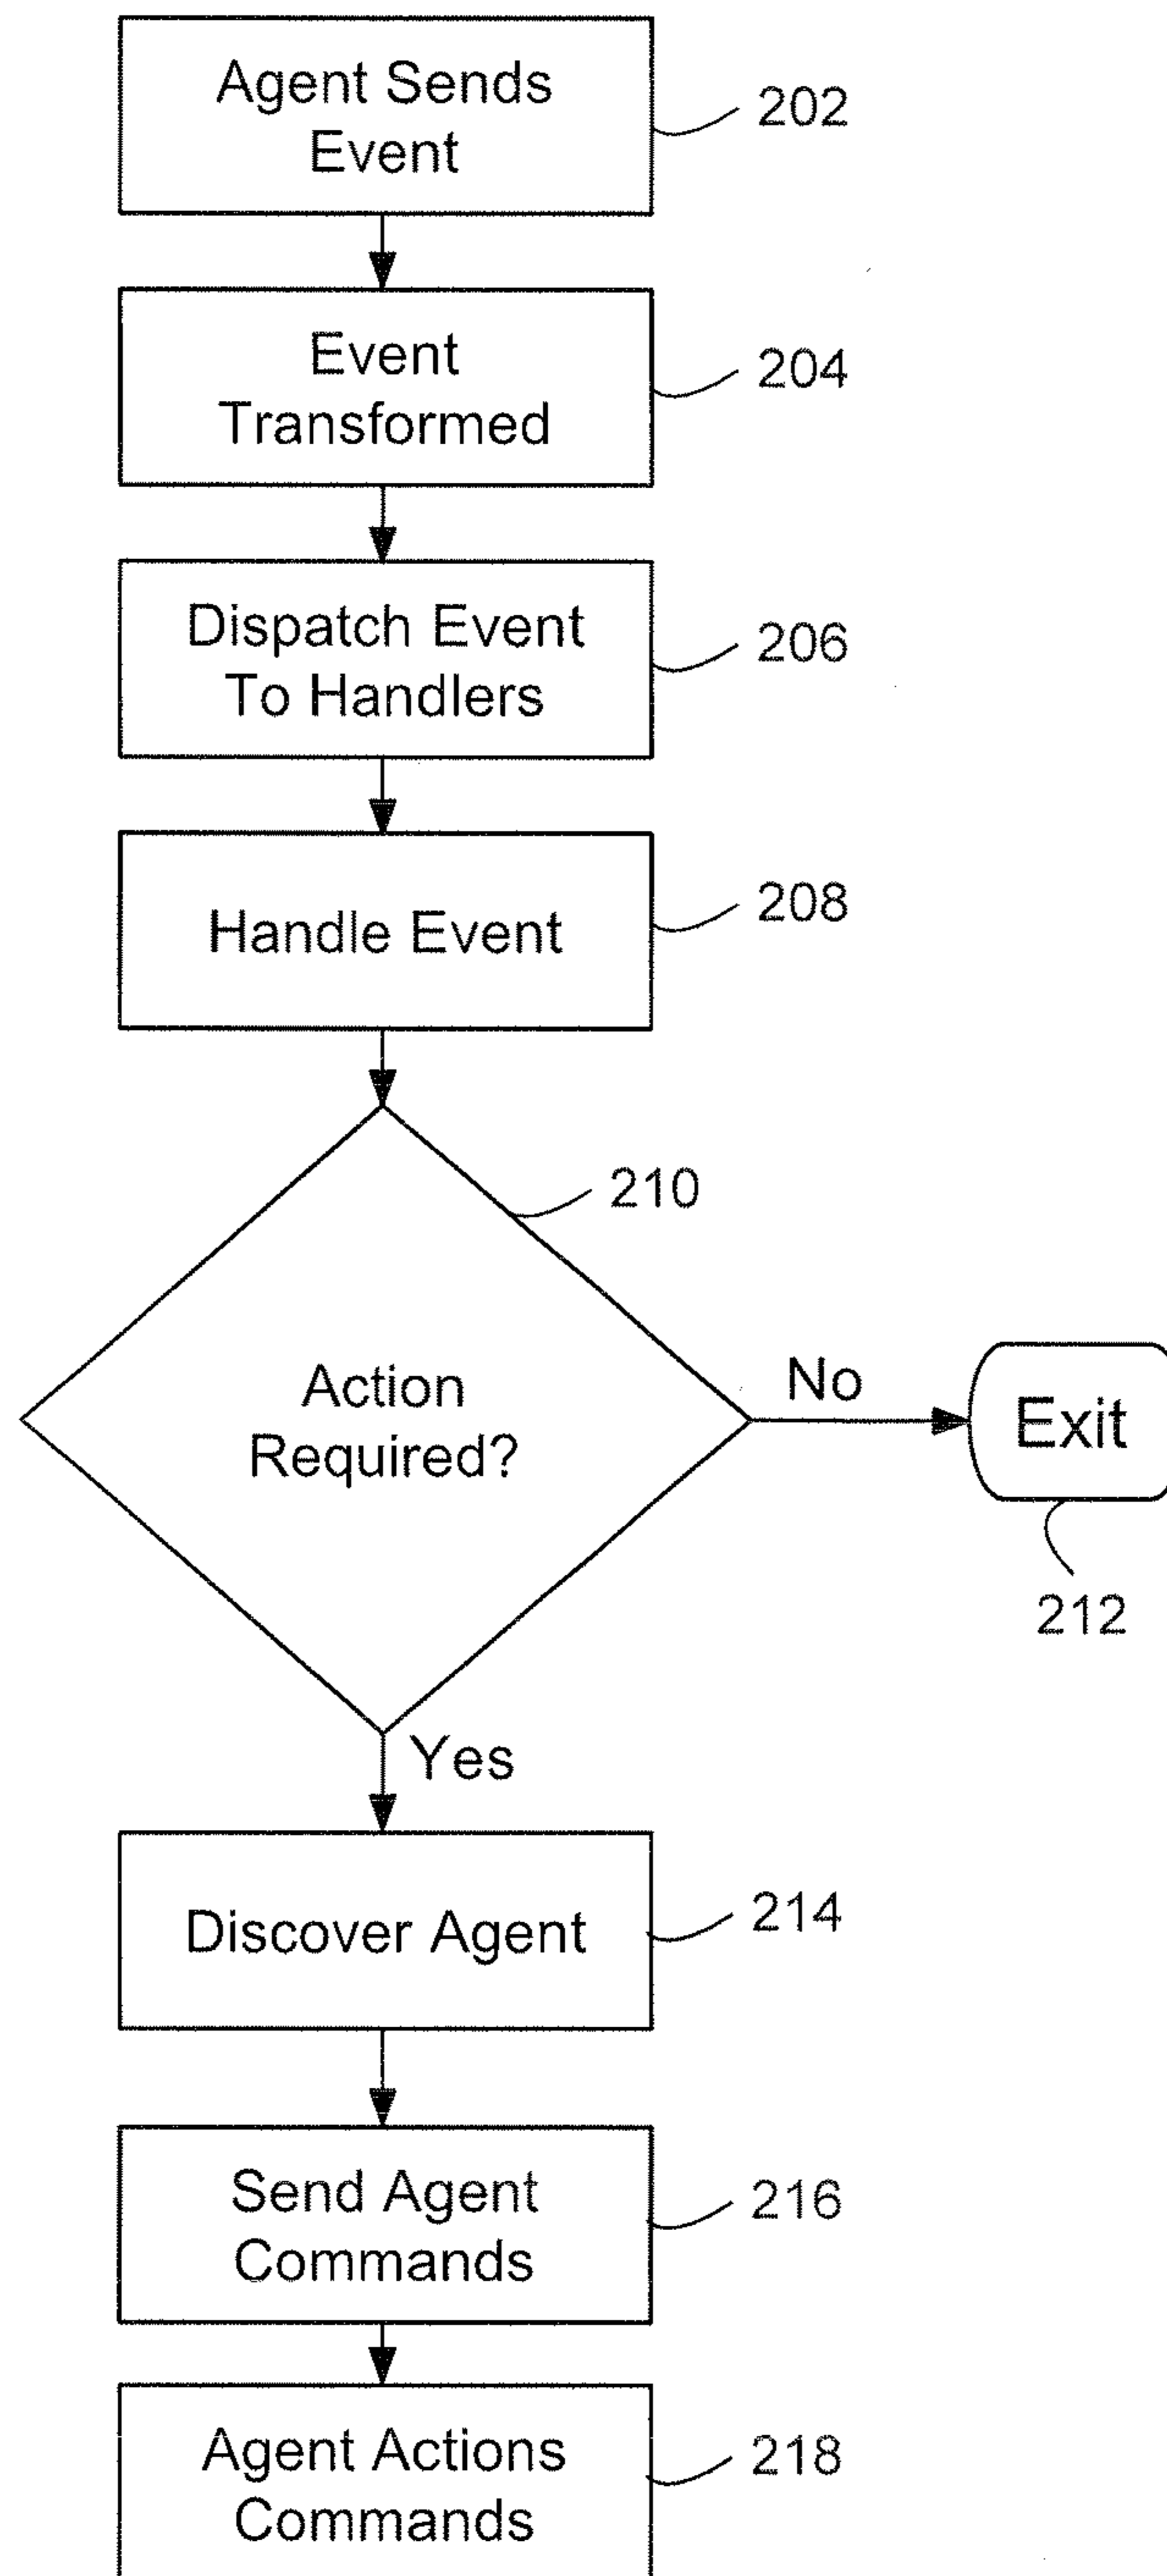 Agent Sends
Event
202
Event
Transformed
204
Dispatch Event
To Handlers
206
Handle Event
208
210
Action
Required?
No
Exit
212
Yes
Discover Agent
214
Send Agent
Commands
216
Agent Actions
Commands
218